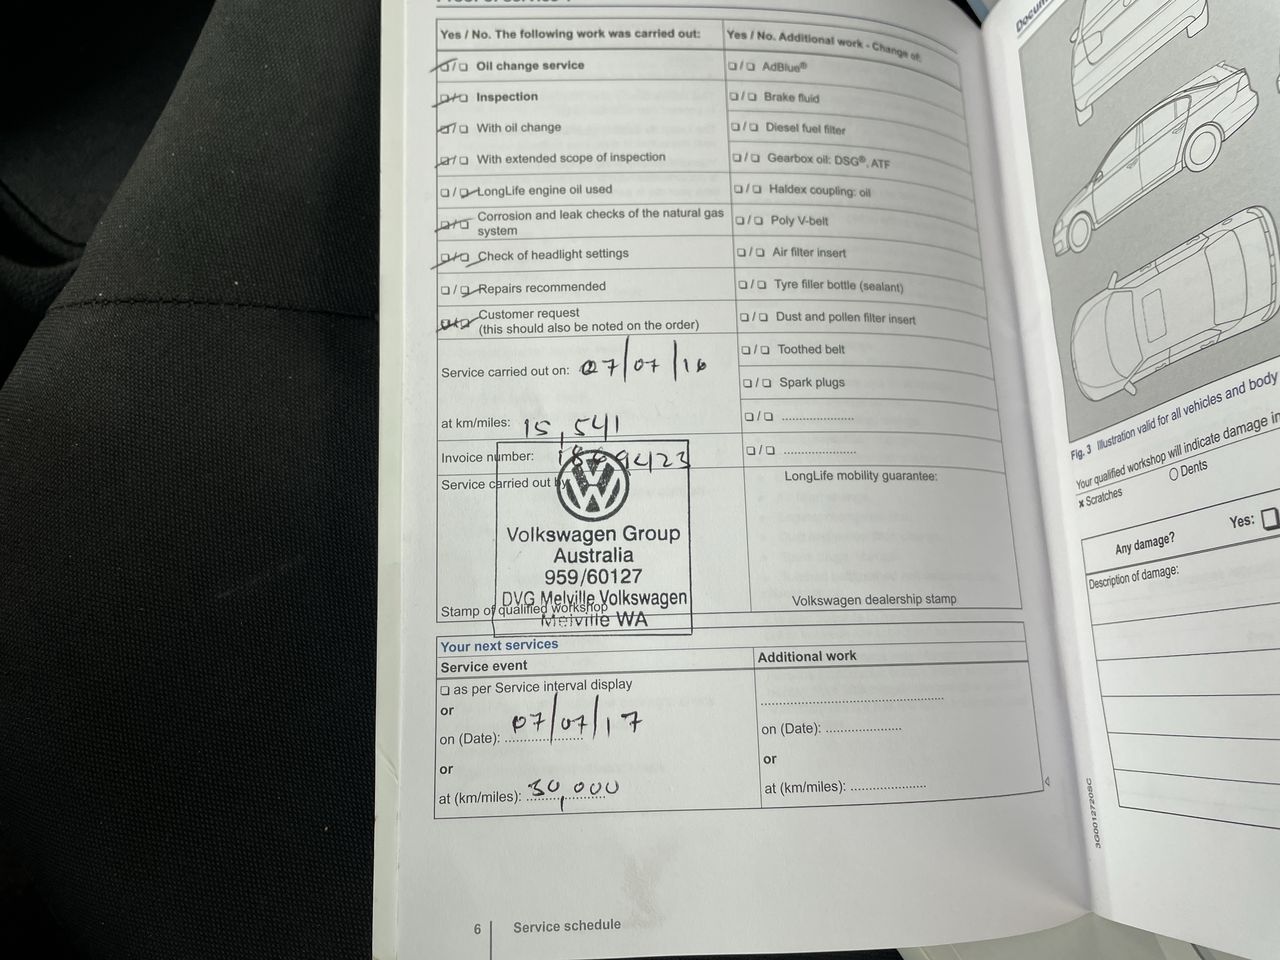 Yes / No. The following work was carried out:
❏/❏ Oil change service
❏/❏ Inspection
❏/❏ With oil change
❏/❏ With extended scope of inspection
❏/❏ LongLife engine oil used
❏/❏ Corrosion and leak checks of the natural gas
system
❏/❏ Check of headlight settings
❏/❏ Repairs recommended
❏/❏ Customer request
(this should also be noted on the order)
Service carried out on: 07/07/16
at km/miles: 15,541
Invoice number:
Service carried out by
Volkswagen Group
Australia
959/60127
DVG Melville Volkswagen
Melville WA
Stamp of qualified workshop
Yes / No. Additional work - Change of:
❏/❏ AdBlue®
❏/❏ Brake fluid
❏/❏ Diesel fuel filter
❏/❏ Gearbox oil: DSG®, ATF
❏/❏ Haldex coupling: oil
❏/❏ Poly V-belt
❏/❏ Air filter insert
❏/❏ Tyre filler bottle (sealant)
❏/❏ Dust and pollen filter insert
❏/❏ Toothed belt
❏/❏ Spark plugs
❏/❏ ....................
❏/❏ ....................
LongLife mobility guarantee:
Volkswagen dealership stamp
Your next services
Service event
❏ as per Service interval display
or
on (Date): 07/07/17
or
at (km/miles): 30,000
Additional work
on (Date): ....................
or
at (km/miles): ....................
6 Service schedule
Fig. 3 Illustration valid for all vehicles and body
Your qualified workshop will indicate damage in
x Scratches
O Dents
Any damage?
Yes: ❏
Description of damage:
3G0012720SC